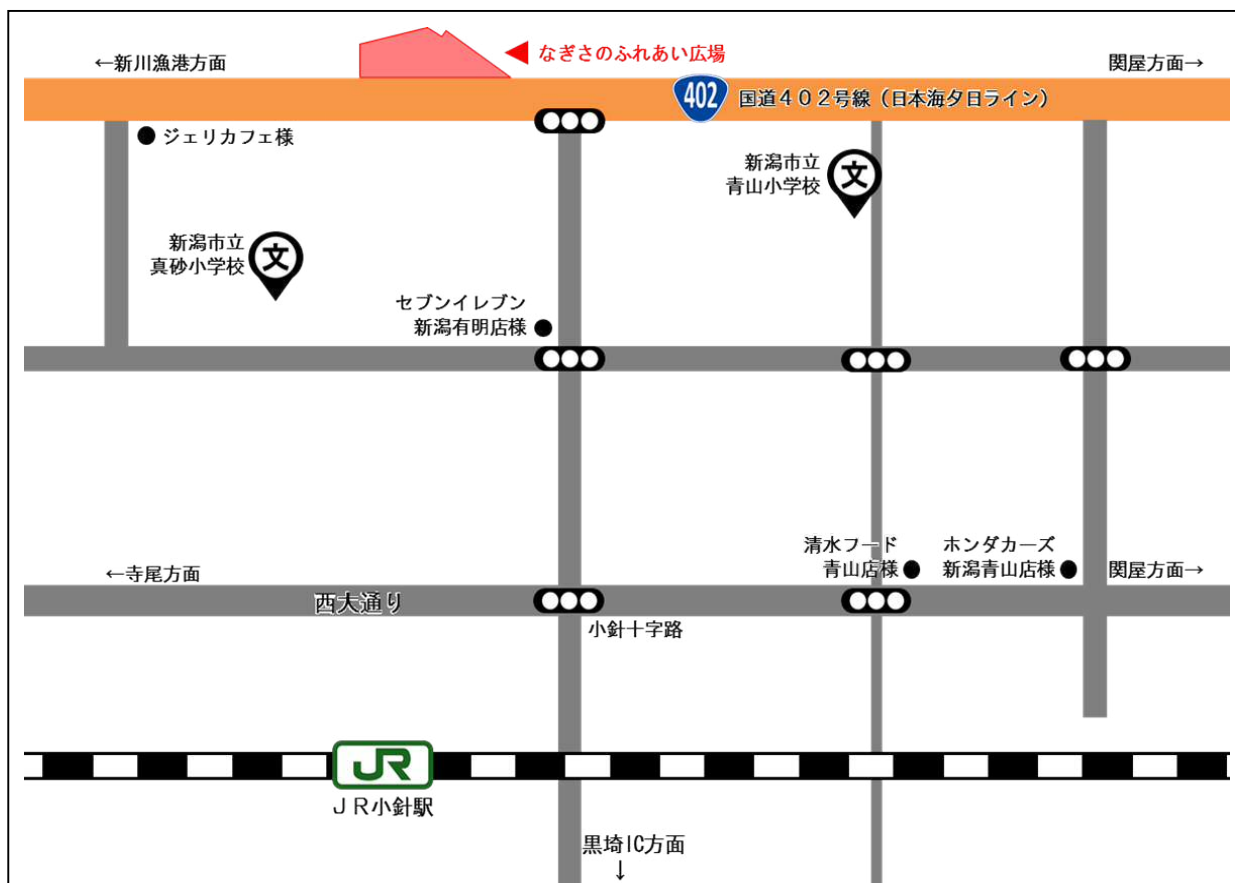 なぎさのふれあい広場
←新川漁港方面
関屋方面→
402
国道４０２号線（日本海夕日ライン）
ジェリカフェ様
新潟市立
青山小学校
文
新潟市立
真砂小学校
文
セブンイレブン
新潟有明店様
清水フード
青山店様
ホンダカーズ
新潟青山店様
←寺尾方面
関屋方面→
西大通り
小針十字路
JR
ＪＲ小針駅
黒埼IC方面
↓